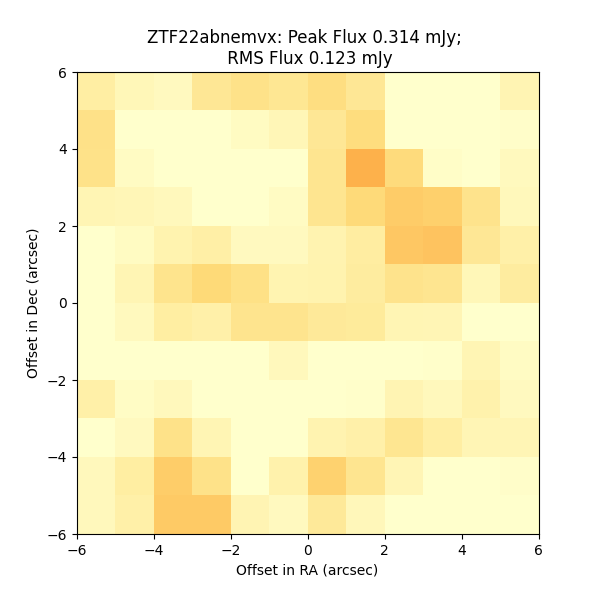 ZTF22abnemvx: Peak Flux 0.314 mJy;
RMS Flux 0.123 mJy
6
4
2
0
−2
−4
−6
Offset in Dec (arcsec)
−6 −4 −2 0 2 4 6
Offset in RA (arcsec)